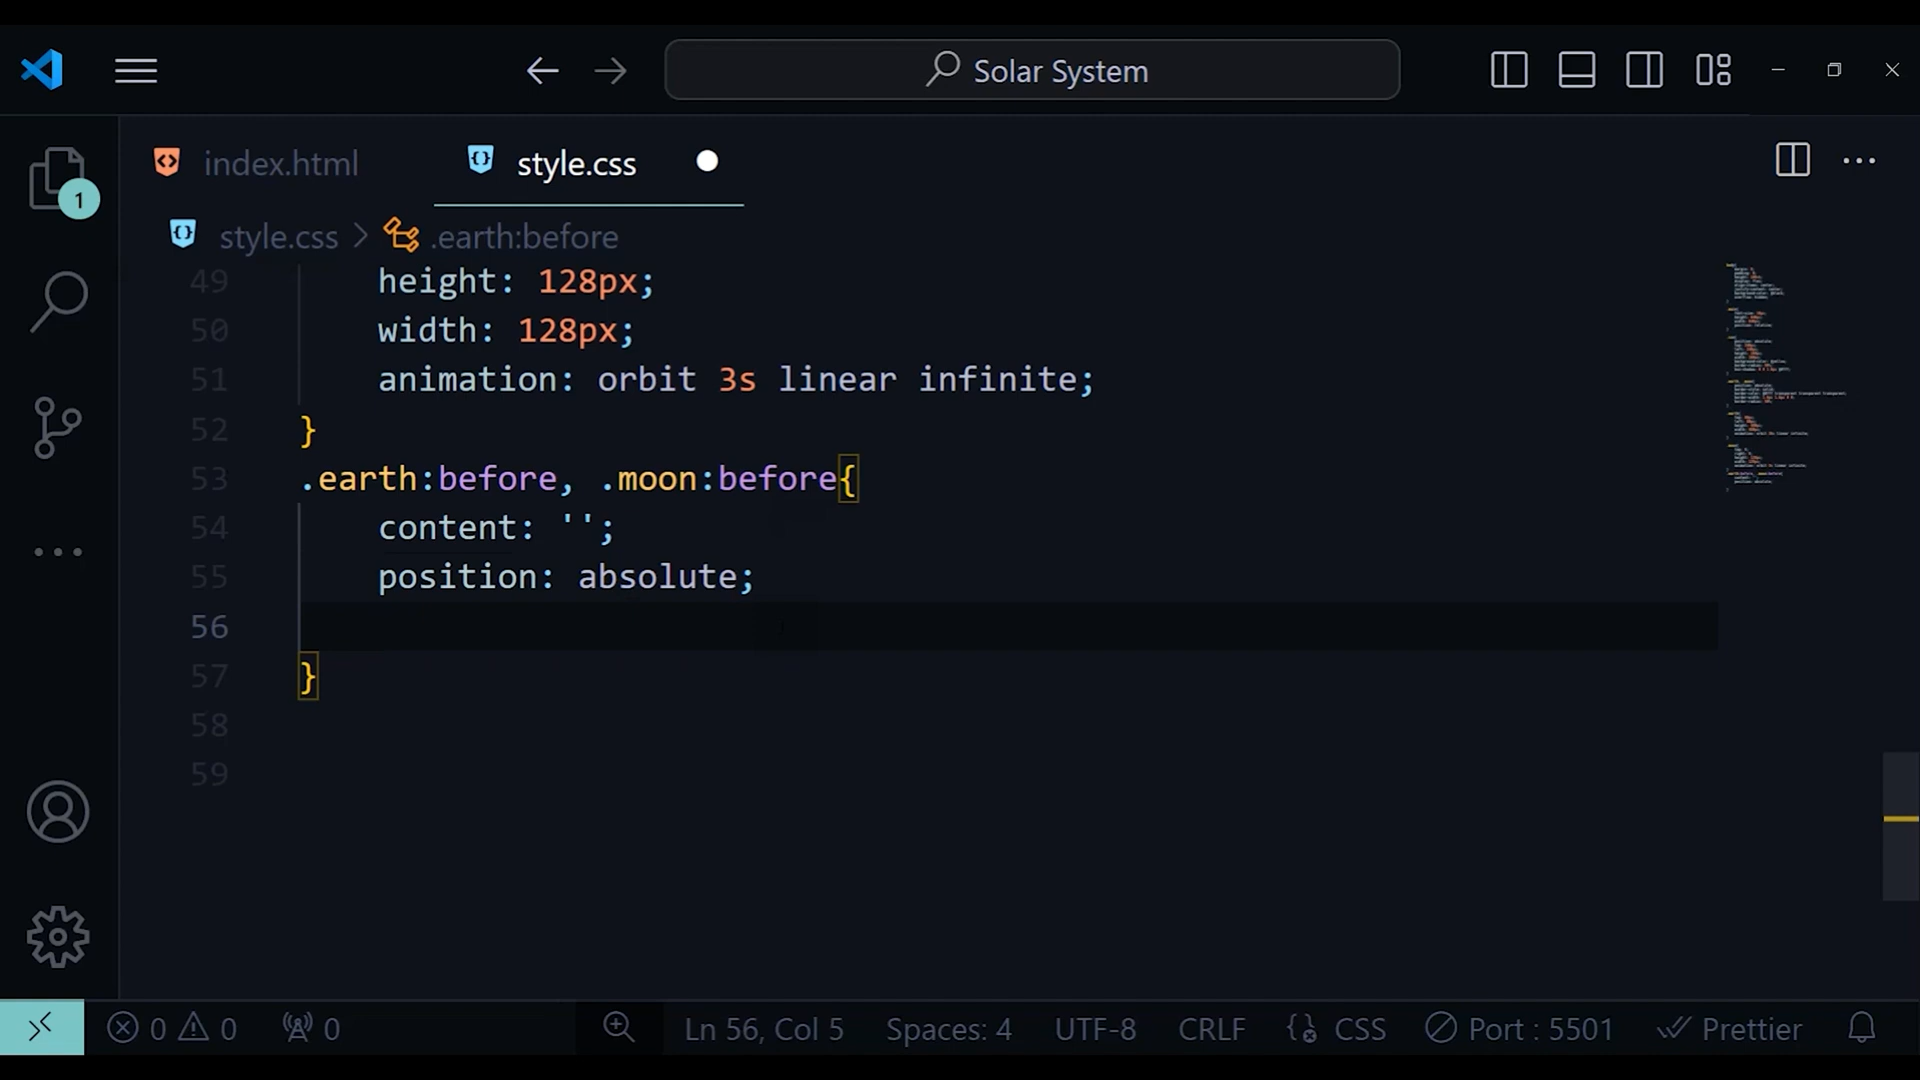 Solar System
index.html
style.css
1
style.css > .earth:before
49 height: 128px;
50 width: 128px;
51 animation: orbit 3s linear infinite;
52 }
53 .earth:before, .moon:before{
54 content: '';
55 position: absolute;
56
57 }
58
59
0 0 0 Ln 56, Col 5 Spaces: 4 UTF-8 CRLF CSS Port : 5501 Prettier